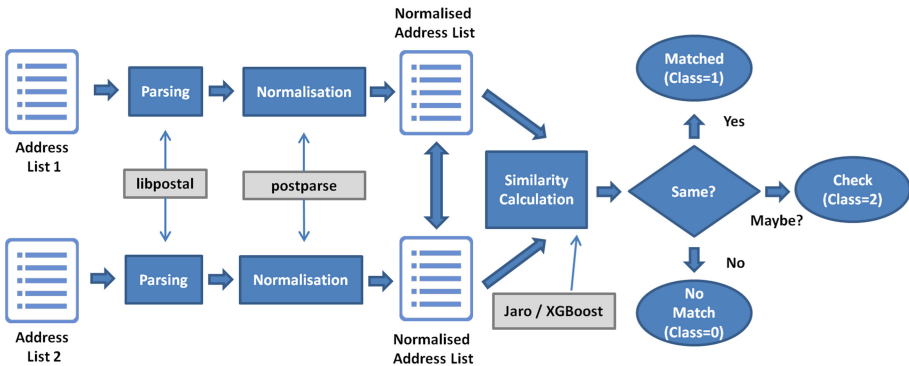 Normalised
Address List
Parsing
Normalisation
Address
List 1
libpostal
postparse
Similarity
Calculation
Matched
(Class=1)
Yes
Same?
Check
(Class=2)
Maybe?
No
No
Match
(Class=0)
Parsing
Normalisation
Jaro / XGBoost
Address
List 2
Normalised
Address List